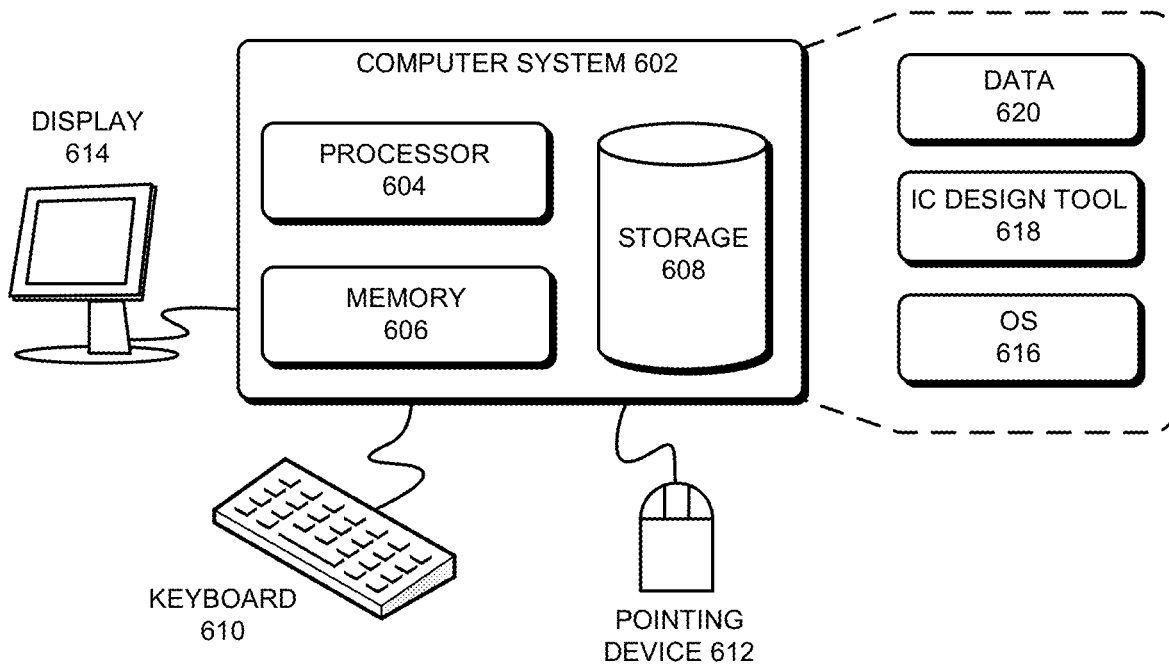 COMPUTER SYSTEM 602
DISPLAY
614
PROCESSOR
604
MEMORY
606
STORAGE
608
DATA
620
IC DESIGN TOOL
618
OS
616
KEYBOARD
610
POINTING
DEVICE 612